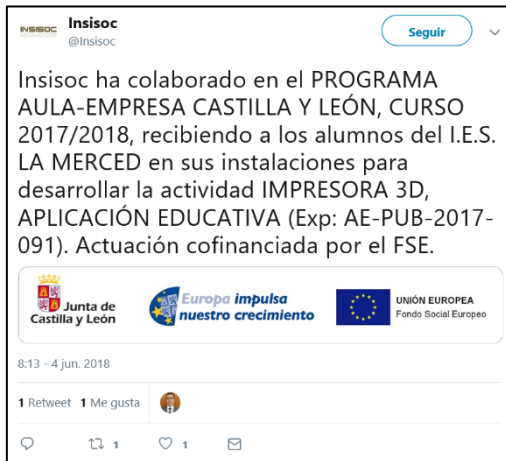 INSISOC
Insisoc
@Insisoc
Seguir
Insisoc ha colaborado en el PROGRAMA
AULA-EMPRESA CASTILLA Y LEÓN, CURSO
2017/2018, recibiendo a los alumnos del I.E.S.
LA MERCED en sus instalaciones para
desarrollar la actividad IMPRESORA 3D,
APLICACIÓN EDUCATIVA (Exp: AE-PUB-2017-
091). Actuación cofinanciada por el FSE.
Junta de
Castilla y León
Europa impulsa
nuestro crecimiento
UNIÓN EUROPEA
Fondo Social Europeo
8:13 - 4 jun. 2018
1 Retweet 1 Me gusta
1 1